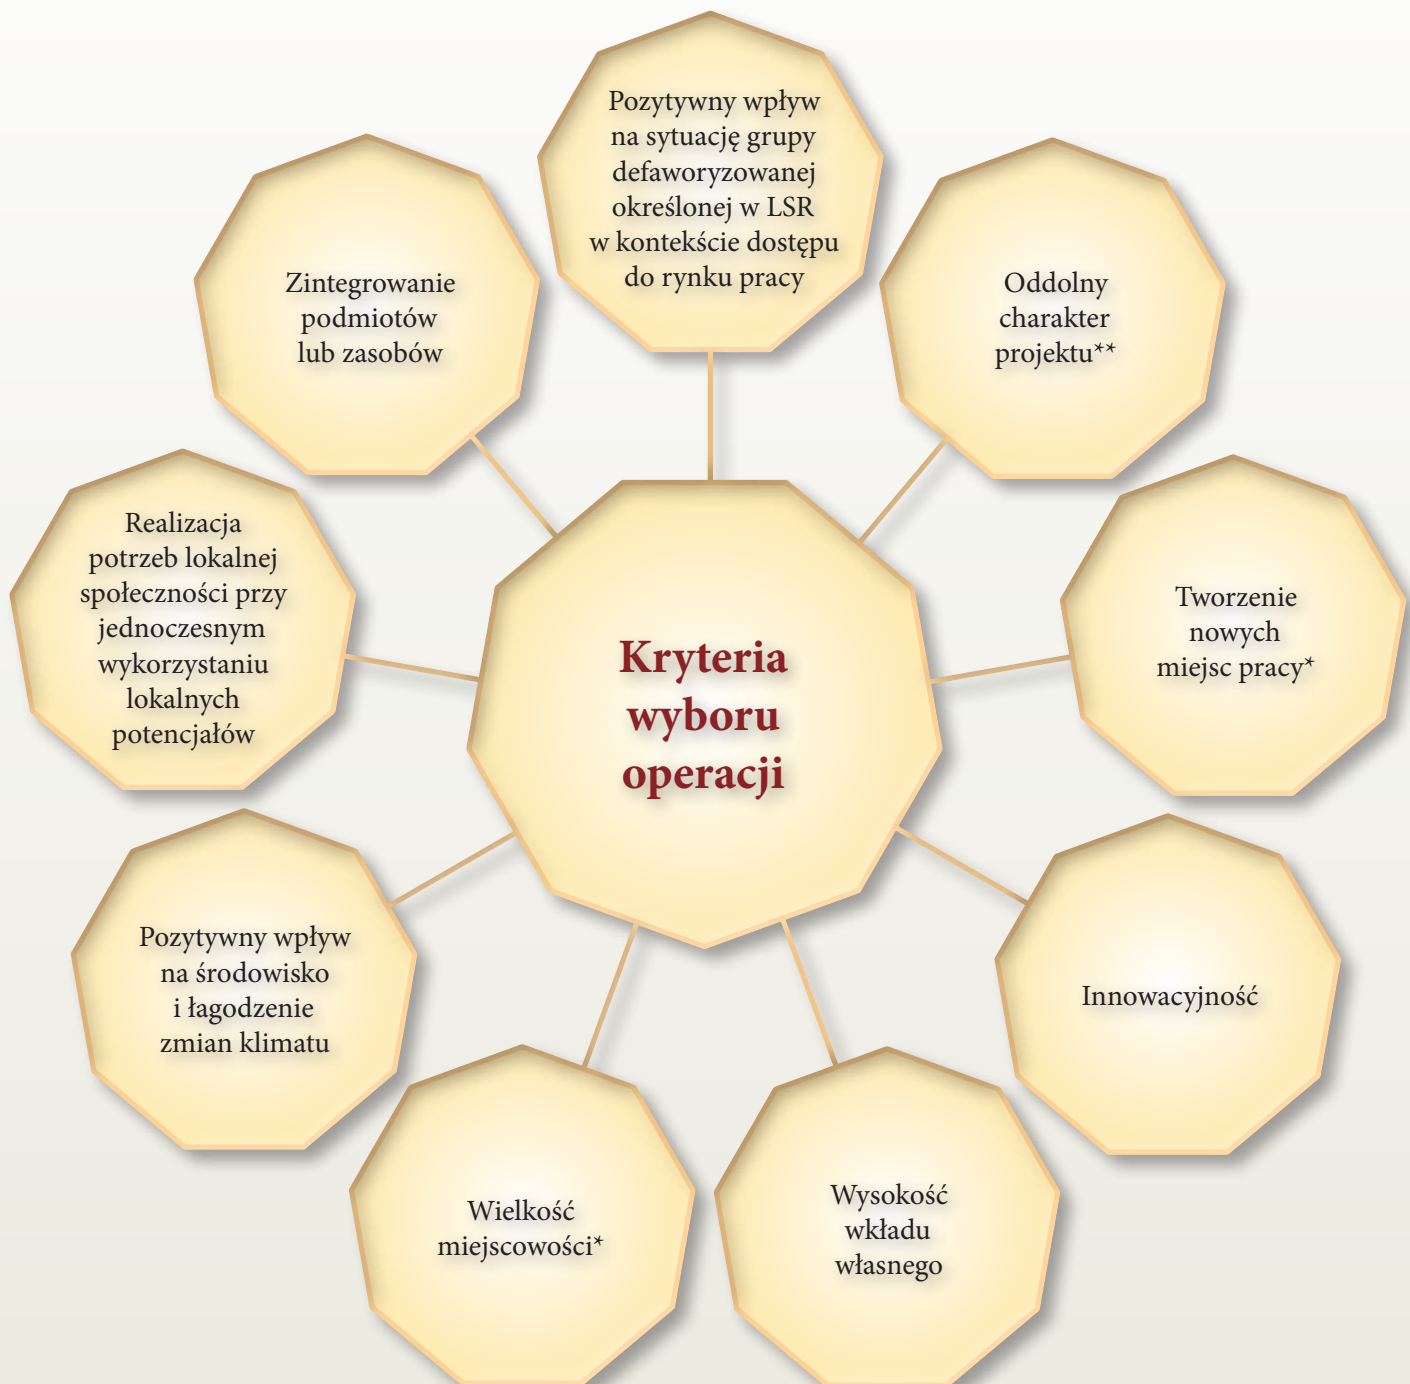 Pozytywny wpływ
na sytuację grupy
defaworyzowanej
określonej w LSR
w kontekście dostępu
do rynku pracy
Zintegrowanie
podmiotów
lub zasobów
Oddolny
charakter
projektu**
Realizacja
potrzeb lokalnej
społeczności przy
jednoczesnym
wykorzystaniu
lokalnych
potencjałów
Tworzenie
nowych
miejsc pracy*
Kryteria
wyboru
operacji
Pozytywny wpływ
na środowisko
i łagodzenie
zmian klimatu
Innowacyjność
Wielkość
miejscowości*
Wysokość
wkładu
własnego